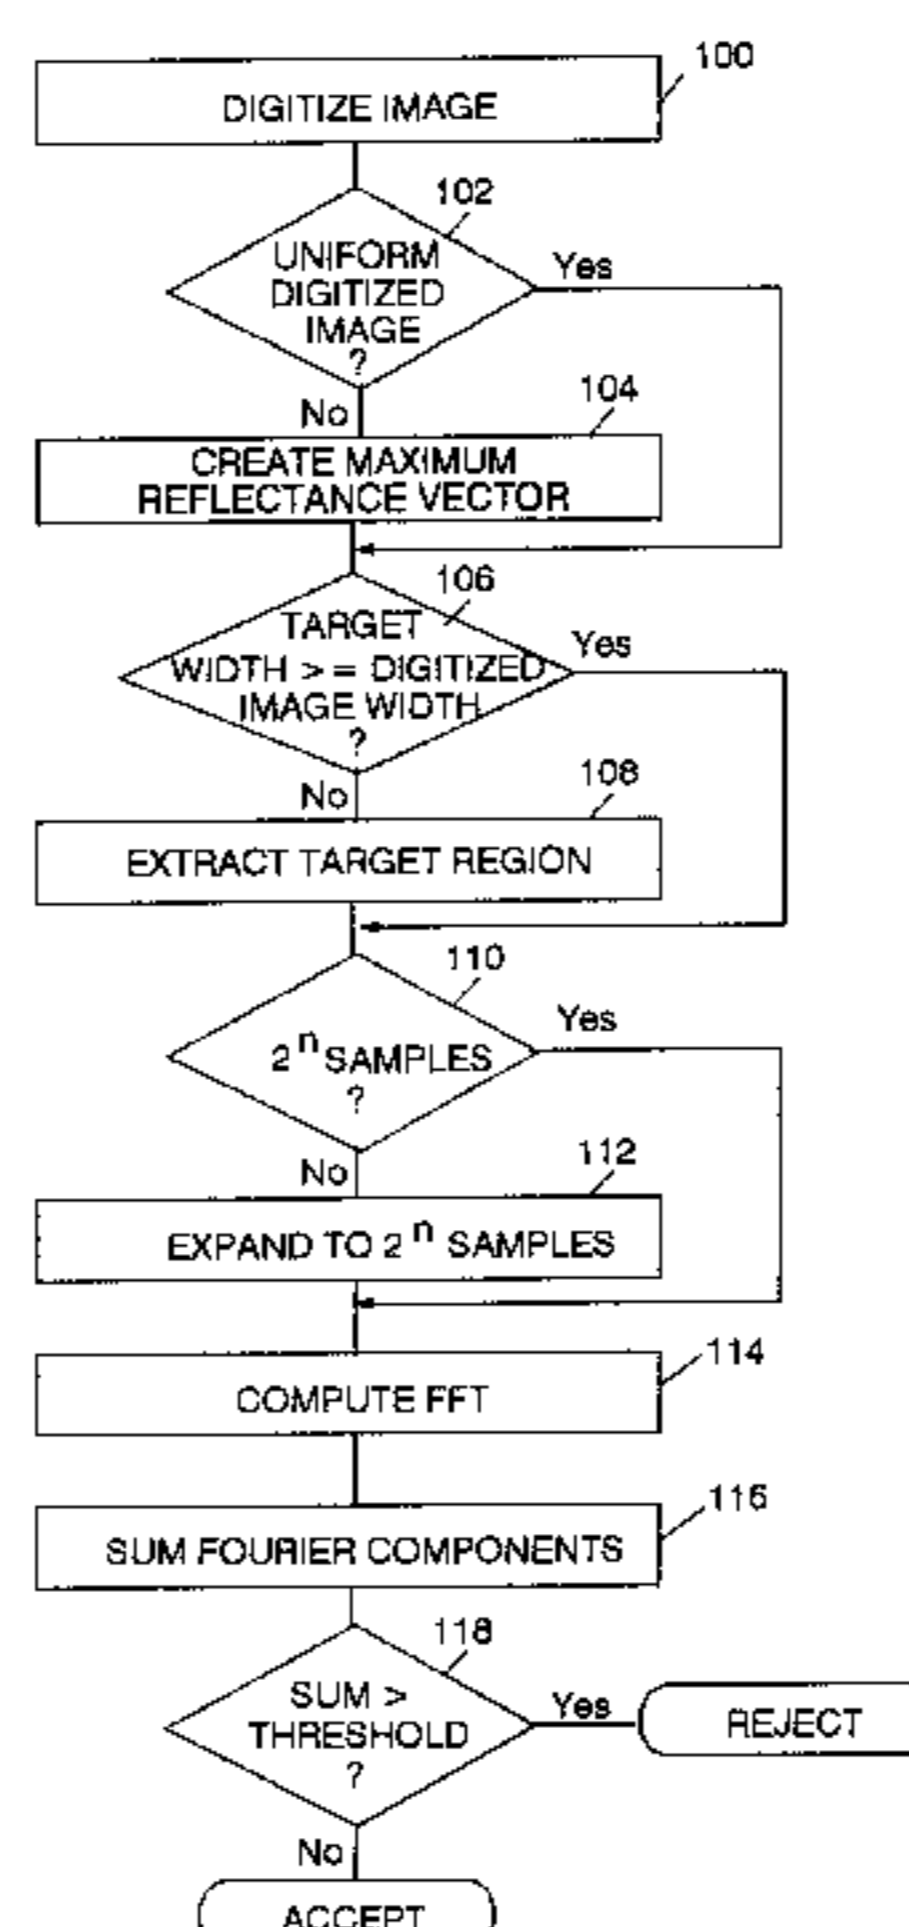 100
DIGITIZE IMAGE
102
UNIFORM
DIGITIZED
IMAGE
?
Yes
No
104
CREATE MAXIMUM
REFLECTANCE VECTOR
106
TARGET
WIDTH >= DIGITIZED
IMAGE WIDTH
?
Yes
No
108
EXTRACT TARGET REGION
110
2^n SAMPLES
?
Yes
No
112
EXPAND TO 2^n SAMPLES
114
COMPUTE FFT
116
SUM FOURIER COMPONENTS
118
SUM >
THRESHOLD
?
Yes
REJECT
No
ACCEPT